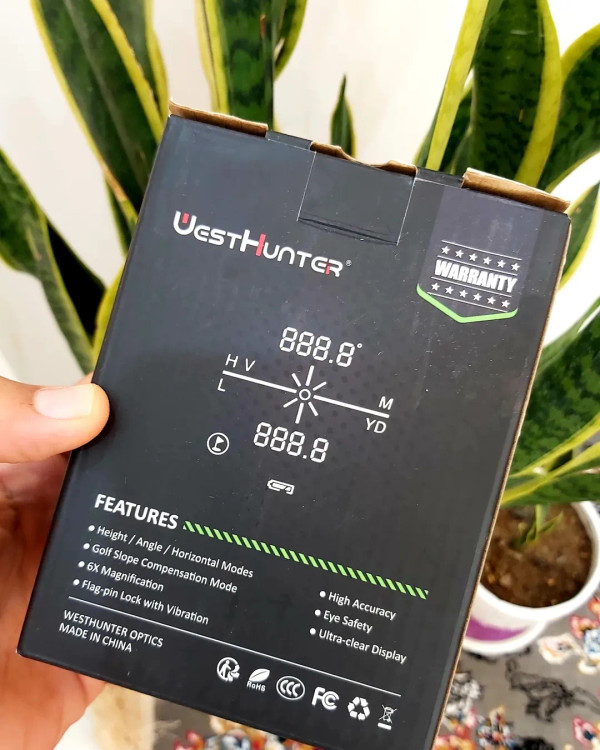 WESTHUNTER®
WARRANTY
888.8°
H V
L
M
YD
888.8
FEATURES
• Height / Angle / Horizontal Modes
• Golf Slope Compensation Mode
• 6X Magnification
• Flag-pin Lock with Vibration
• High Accuracy
• Eye Safety
• Ultra-clear Display
WESTHUNTER OPTICS
MADE IN CHINA
RoHS
CCC
FC